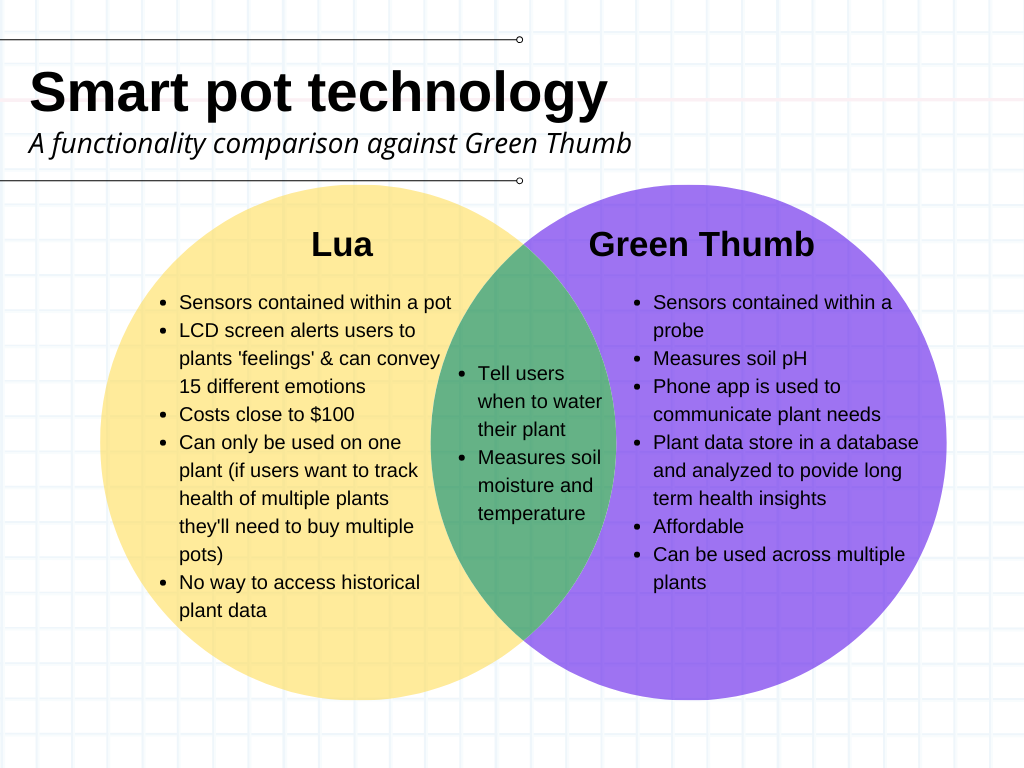 Smart pot technology
A functionality comparison against Green Thumb
Lua
• Sensors contained within a pot
• LCD screen alerts users to
plants 'feelings' & can convey
15 different emotions
• Costs close to $100
• Can only be used on one
plant (if users want to track
health of multiple plants
they'll need to buy multiple
pots)
• No way to access historical
plant data
• Tell users
when to water
their plant
• Measures soil
moisture and
temperature
Green Thumb
• Sensors contained within a
probe
• Measures soil pH
• Phone app is used to
communicate plant needs
• Plant data store in a database
and analyzed to povide long
term health insights
• Affordable
• Can be used across multiple
plants